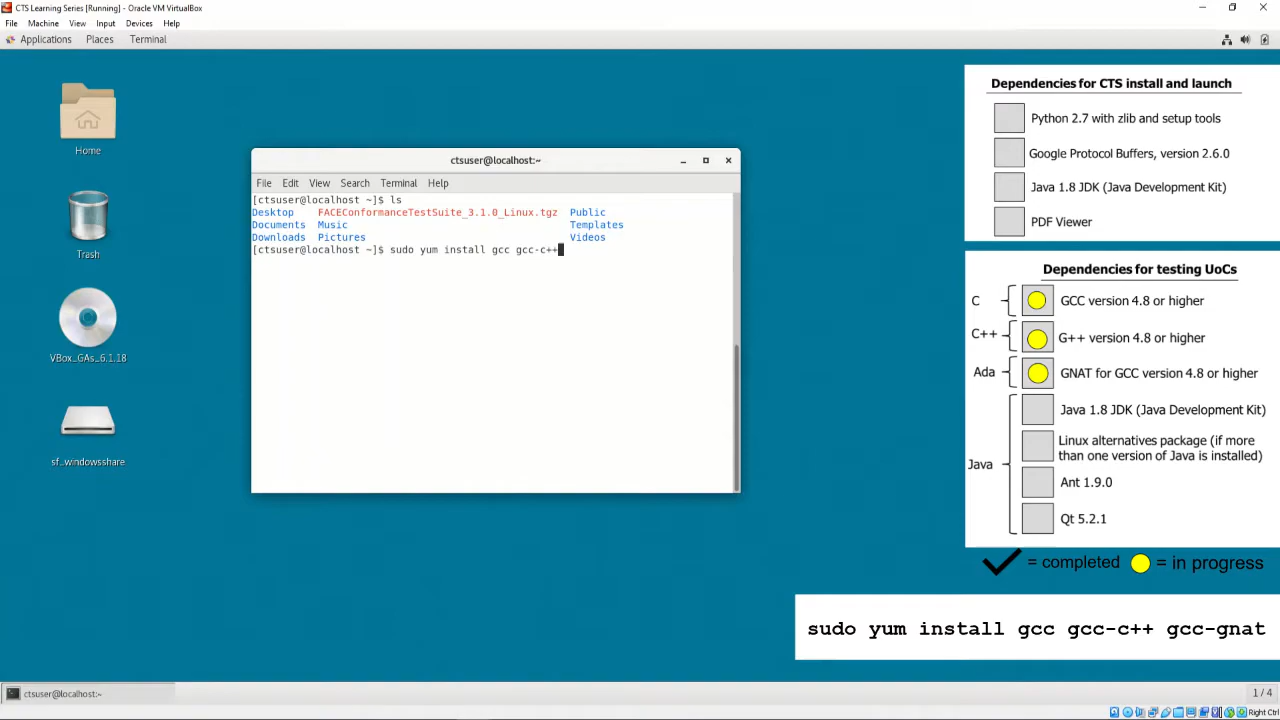 CTS Learning Series [Running] - Oracle VM VirtualBox
File Machine View Input Devices Help
Applications Places Terminal
Home
Trash
VBox_GAs_6.1.18
sf_windowsshare
ctsuser@localhost:~
File Edit View Search Terminal Help
[ctsuser@localhost ~]$ ls
Desktop FACEConformanceTestSuite_3.1.0_Linux.tgz Public
Documents Music Templates
Downloads Pictures Videos
[ctsuser@localhost ~]$ sudo yum install gcc gcc-c++
Dependencies for CTS install and launch
Python 2.7 with zlib and setup tools
Google Protocol Buffers, version 2.6.0
Java 1.8 JDK (Java Development Kit)
PDF Viewer
Dependencies for testing UoCs
C GCC version 4.8 or higher
C++ G++ version 4.8 or higher
Ada GNAT for GCC version 4.8 or higher
Java
Java 1.8 JDK (Java Development Kit)
Linux alternatives package (if more
than one version of Java is installed)
Ant 1.9.0
Qt 5.2.1
= completed = in progress
sudo yum install gcc gcc-c++ gcc-gnat
ctsuser@localhost:~
1 / 4
Right Ctrl